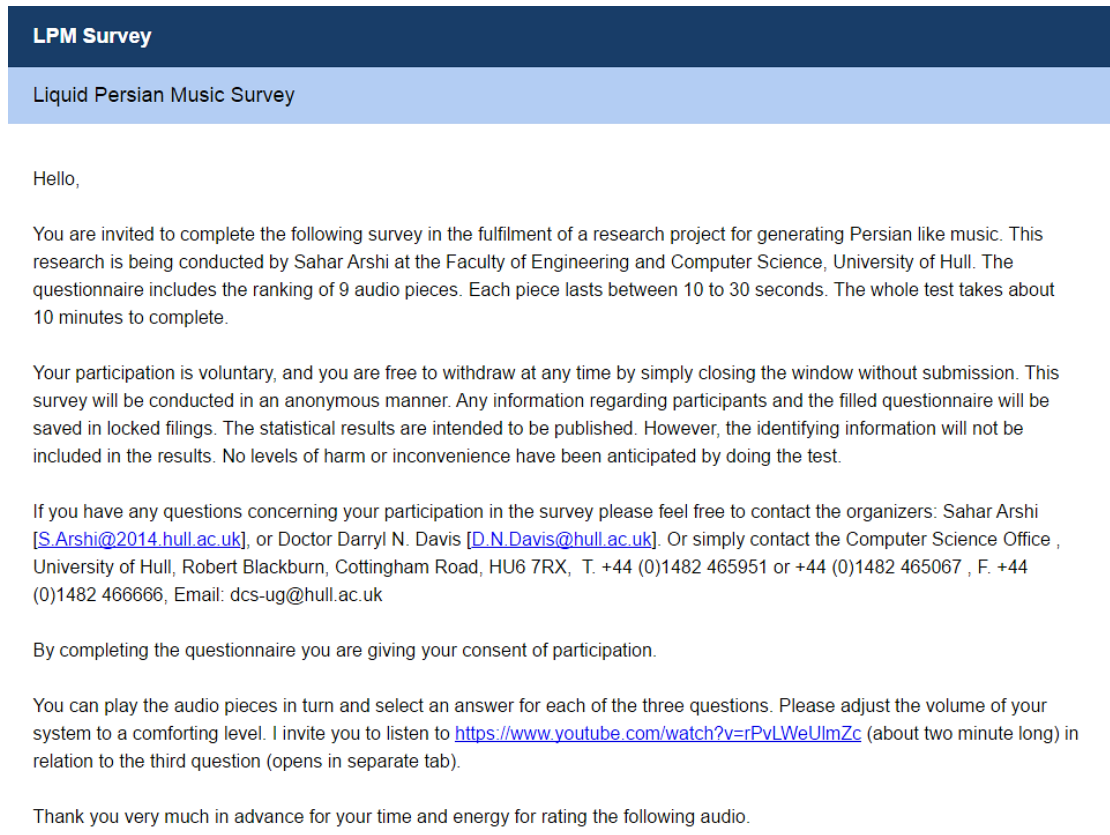 LPM Survey
Liquid Persian Music Survey
Hello,
You are invited to complete the following survey in the fulfilment of a research project for generating Persian like music. This
research is being conducted by Sahar Arshi at the Faculty of Engineering and Computer Science, University of Hull. The
questionnaire includes the ranking of 9 audio pieces. Each piece lasts between 10 to 30 seconds. The whole test takes about
10 minutes to complete.
Your participation is voluntary, and you are free to withdraw at any time by simply closing the window without submission. This
survey will be conducted in an anonymous manner. Any information regarding participants and the filled questionnaire will be
saved in locked filings. The statistical results are intended to be published. However, the identifying information will not be
included in the results. No levels of harm or inconvenience have been anticipated by doing the test.
If you have any questions concerning your participation in the survey please feel free to contact the organizers: Sahar Arshi
[S.Arshi@2014.hull.ac.uk], or Doctor Darryl N. Davis [D.N.Davis@hull.ac.uk]. Or simply contact the Computer Science Office ,
University of Hull, Robert Blackburn, Cottingham Road, HU6 7RX, T. +44 (0)1482 465951 or +44 (0)1482 465067 , F. +44
(0)1482 466666, Email: dcs-ug@hull.ac.uk
By completing the questionnaire you are giving your consent of participation.
You can play the audio pieces in turn and select an answer for each of the three questions. Please adjust the volume of your
system to a comforting level. I invite you to listen to https://www.youtube.com/watch?v=rPvLWeUlmZc (about two minute long) in
relation to the third question (opens in separate tab).
Thank you very much in advance for your time and energy for rating the following audio.